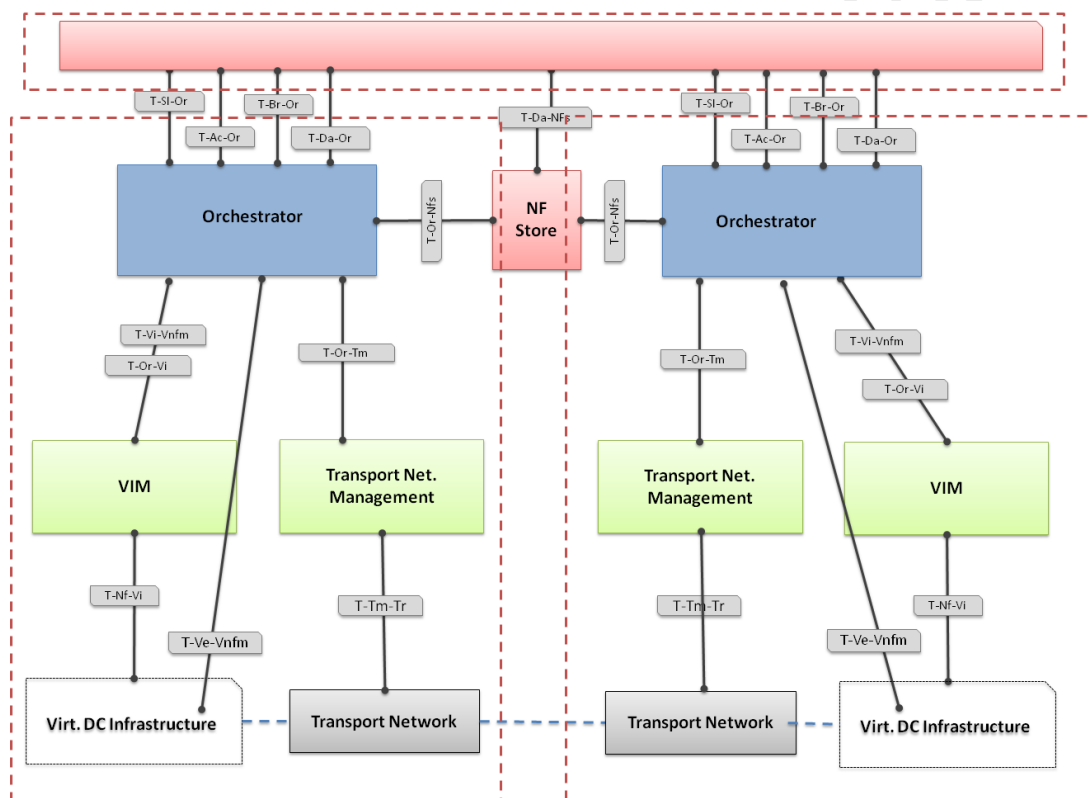 T-Sl-Or
T-Br-Or
T-Ac-Or
T-Da-Or
T-Da-NFs
T-Sl-Or
T-Br-Or
T-Ac-Or
T-Da-Or
Orchestrator
T-Or-Nfs
NF
Store
T-Or-Nfs
Orchestrator
T-Vi-Vnfm
T-Or-Vi
T-Or-Tm
T-Or-Tm
T-Vi-Vnfm
T-Or-Vi
VIM
Transport Net.
Management
Transport Net.
Management
VIM
T-Nf-Vi
T-Ve-Vnfm
T-Tm-Tr
T-Tm-Tr
T-Ve-Vnfm
T-Nf-Vi
Virt. DC Infrastructure
Transport Network
Transport Network
Virt. DC Infrastructure